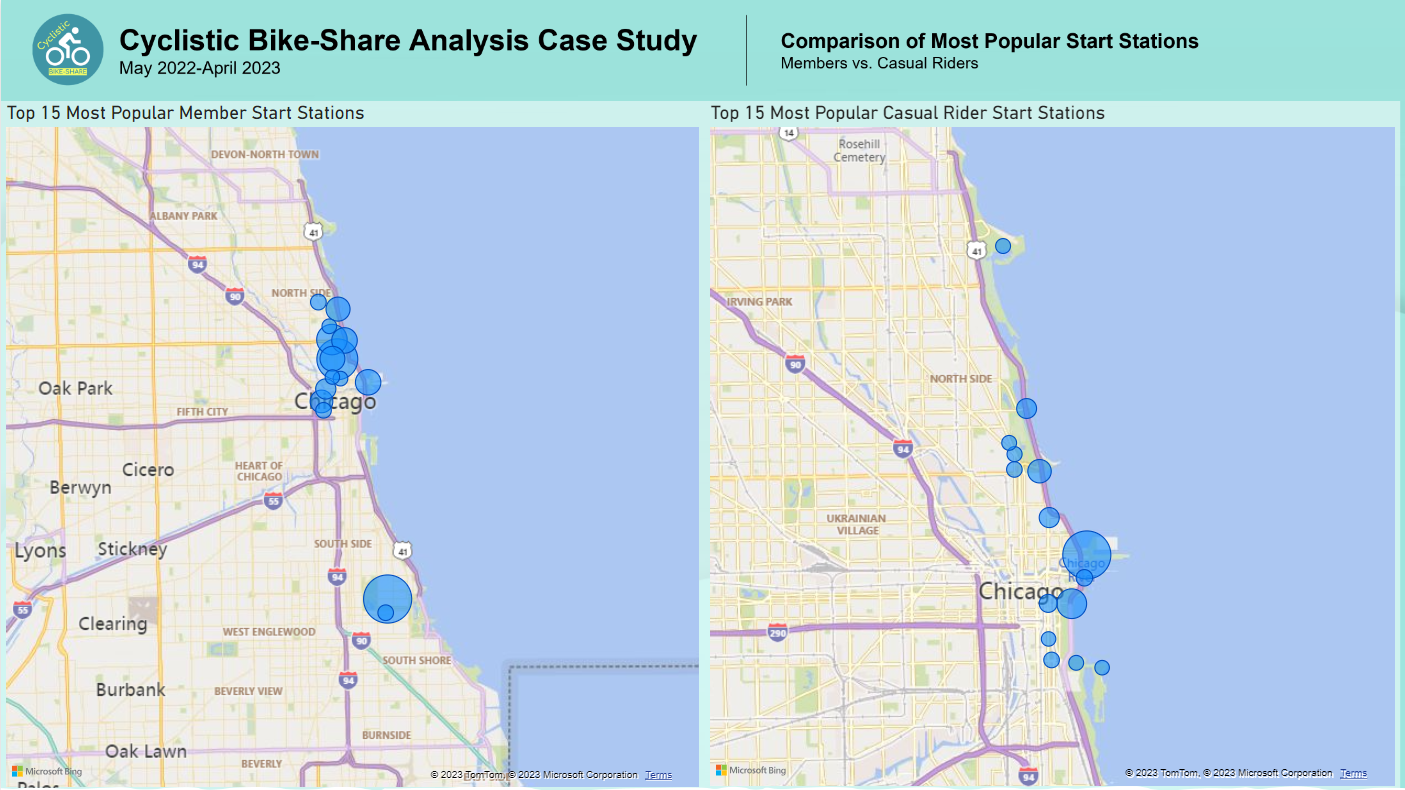 Cyclistic
BIKE-SHARE
Cyclistic Bike-Share Analysis Case Study
May 2022-April 2023
Comparison of Most Popular Start Stations
Members vs. Casual Riders
Top 15 Most Popular Member Start Stations
DEVON-NORTH TOWN
ALBANY PARK
41
94
90
NORTH SIDE
Oak Park
Chicago
FIFTH CITY
Cicero
HEART OF
CHICAGO
Berwyn
55
Lyons
Stickney
SOUTH SIDE
41
94
55
Clearing
WEST ENGLEWOOD
90
SOUTH SHORE
94
Burbank
BEVERLY VIEW
BURNSIDE
Oak Lawn
BEVERLY
Microsoft Bing
© 2023 TomTom, © 2023 Microsoft Corporation Terms
Top 15 Most Popular Casual Rider Start Stations
14
Rosehill
Cemetery
41
IRVING PARK
90
NORTH SIDE
94
UKRAINIAN
VILLAGE
Chicago
Chicago
290
94
Microsoft Bing
© 2023 TomTom, © 2023 Microsoft Corporation Terms